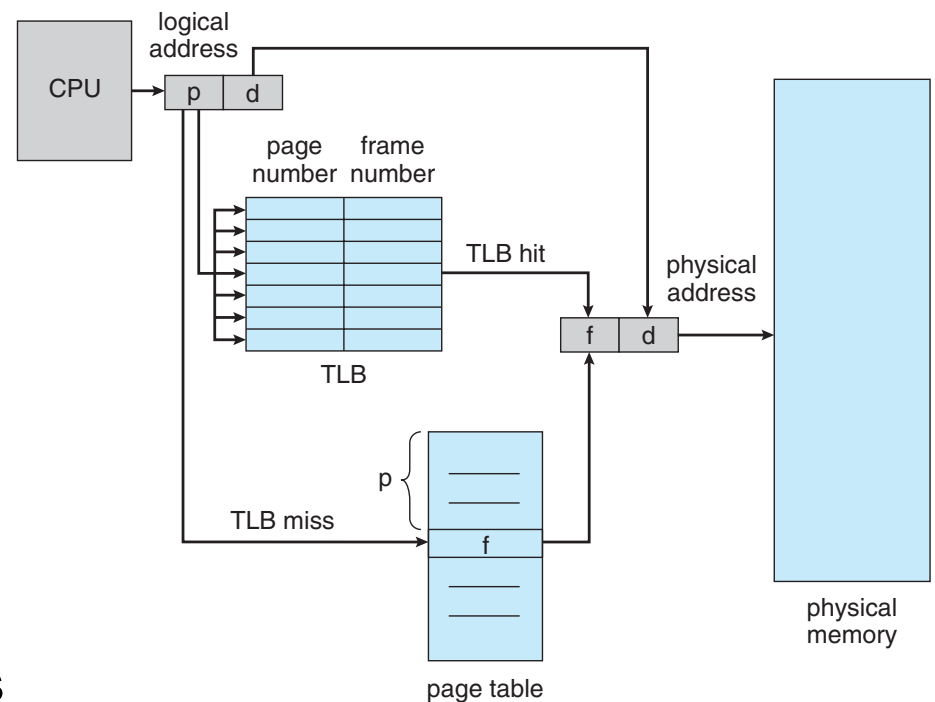 logical
address
CPU
p
d
page
number
frame
number
TLB hit
physical
address
f
d
TLB
p
TLB miss
f
physical
memory
page table
s